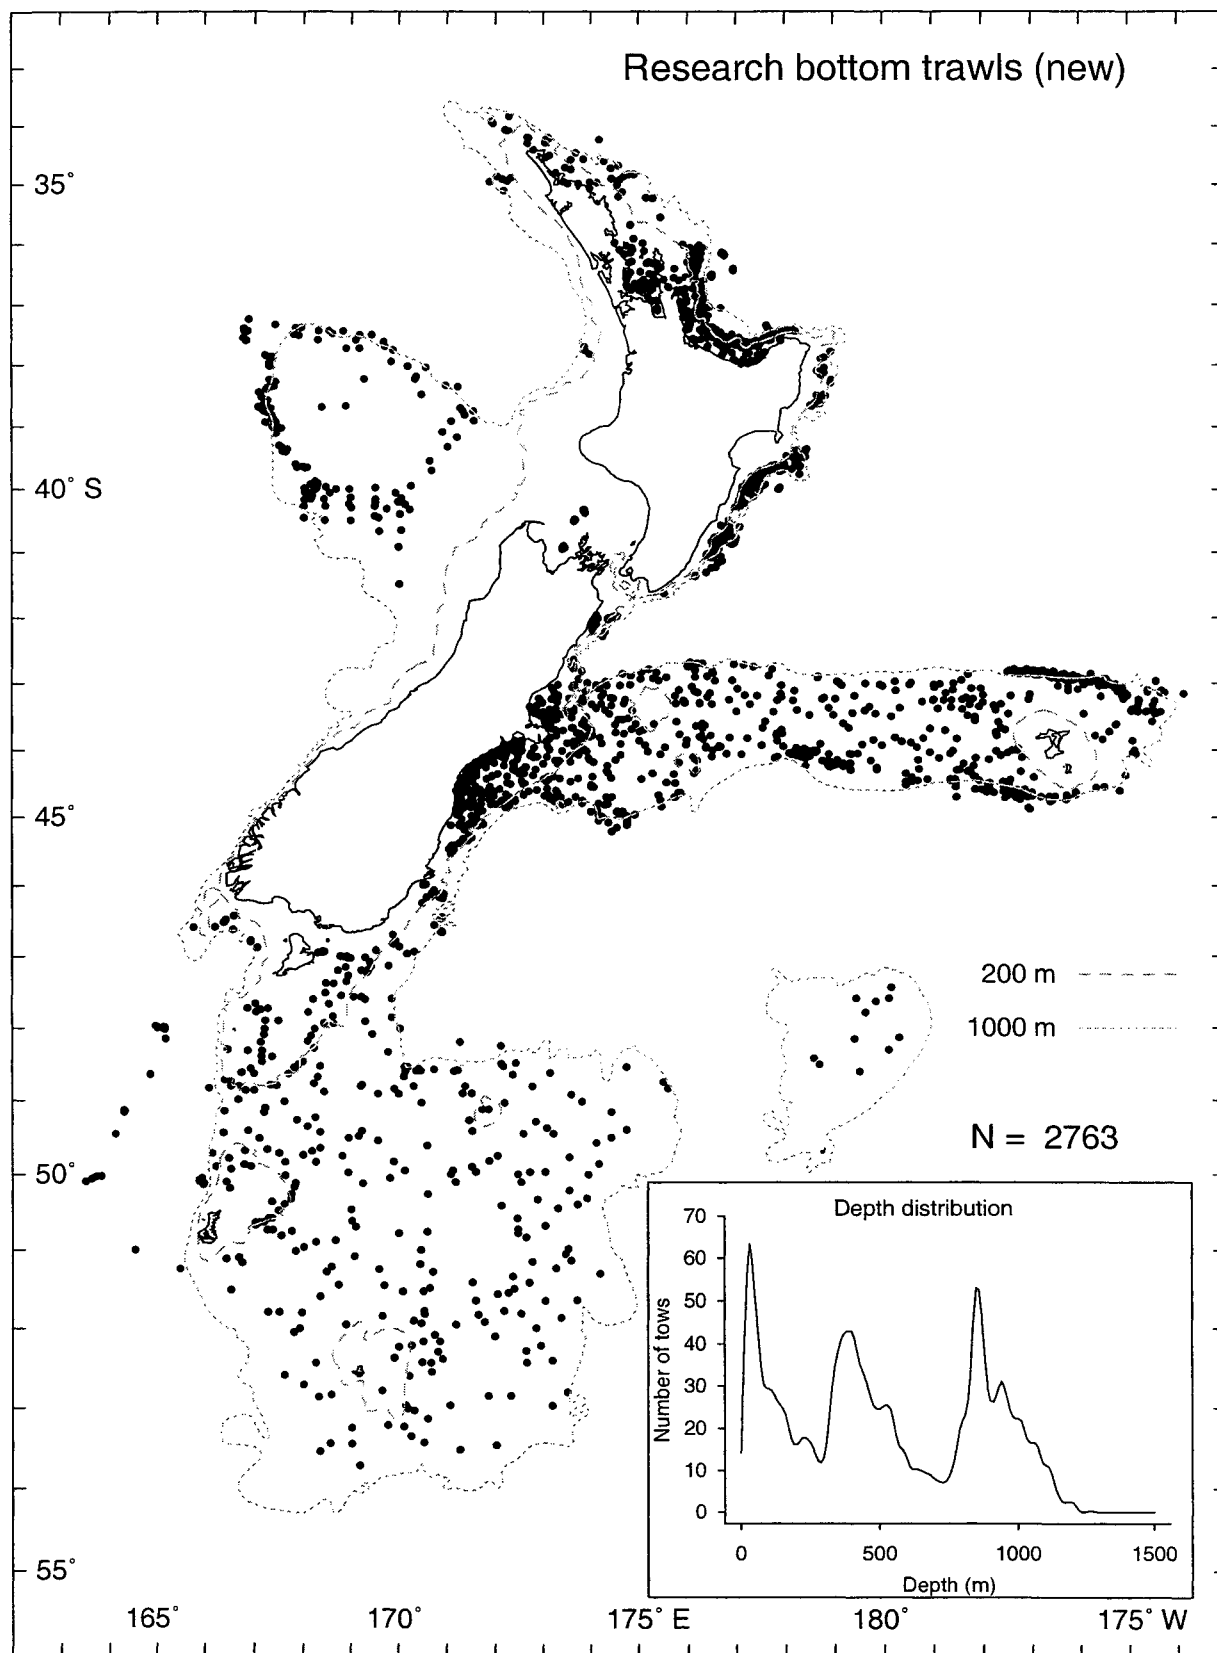 Research bottom trawls (new)
35°
40° S
45°
200 m
1000 m
N = 2763
50°
Depth distribution
70
60
50
40
30
20
10
0
Number of tows
0 500 1000 1500
Depth (m)
55°
165° 170° 175° E 180° 175° W